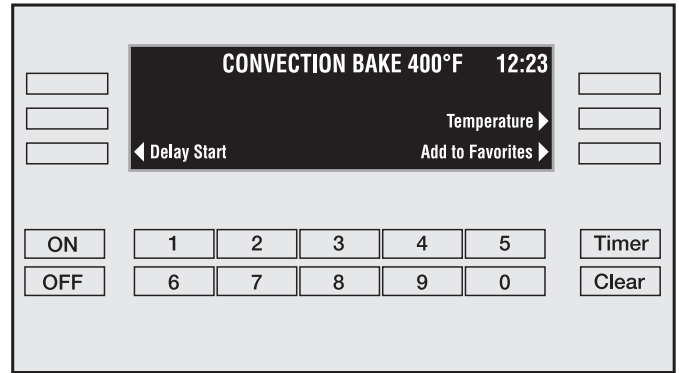 CONVECTION BAKE 400°F 12:23
Temperature
Delay Start Add to Favorites
ON 1 2 3 4 5 Timer
OFF 6 7 8 9 0 Clear